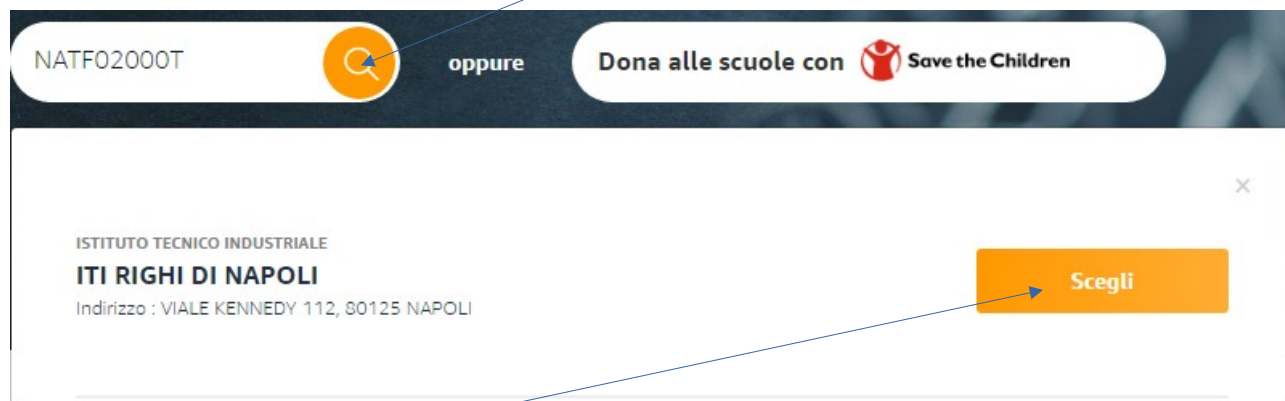 NATF02000T
oppure
Dona alle scuole con Save the Children
ISTITUTO TECNICO INDUSTRIALE
ITI RIGHI DI NAPOLI
Indirizzo : VIALE KENNEDY 112, 80125 NAPOLI
Scegli